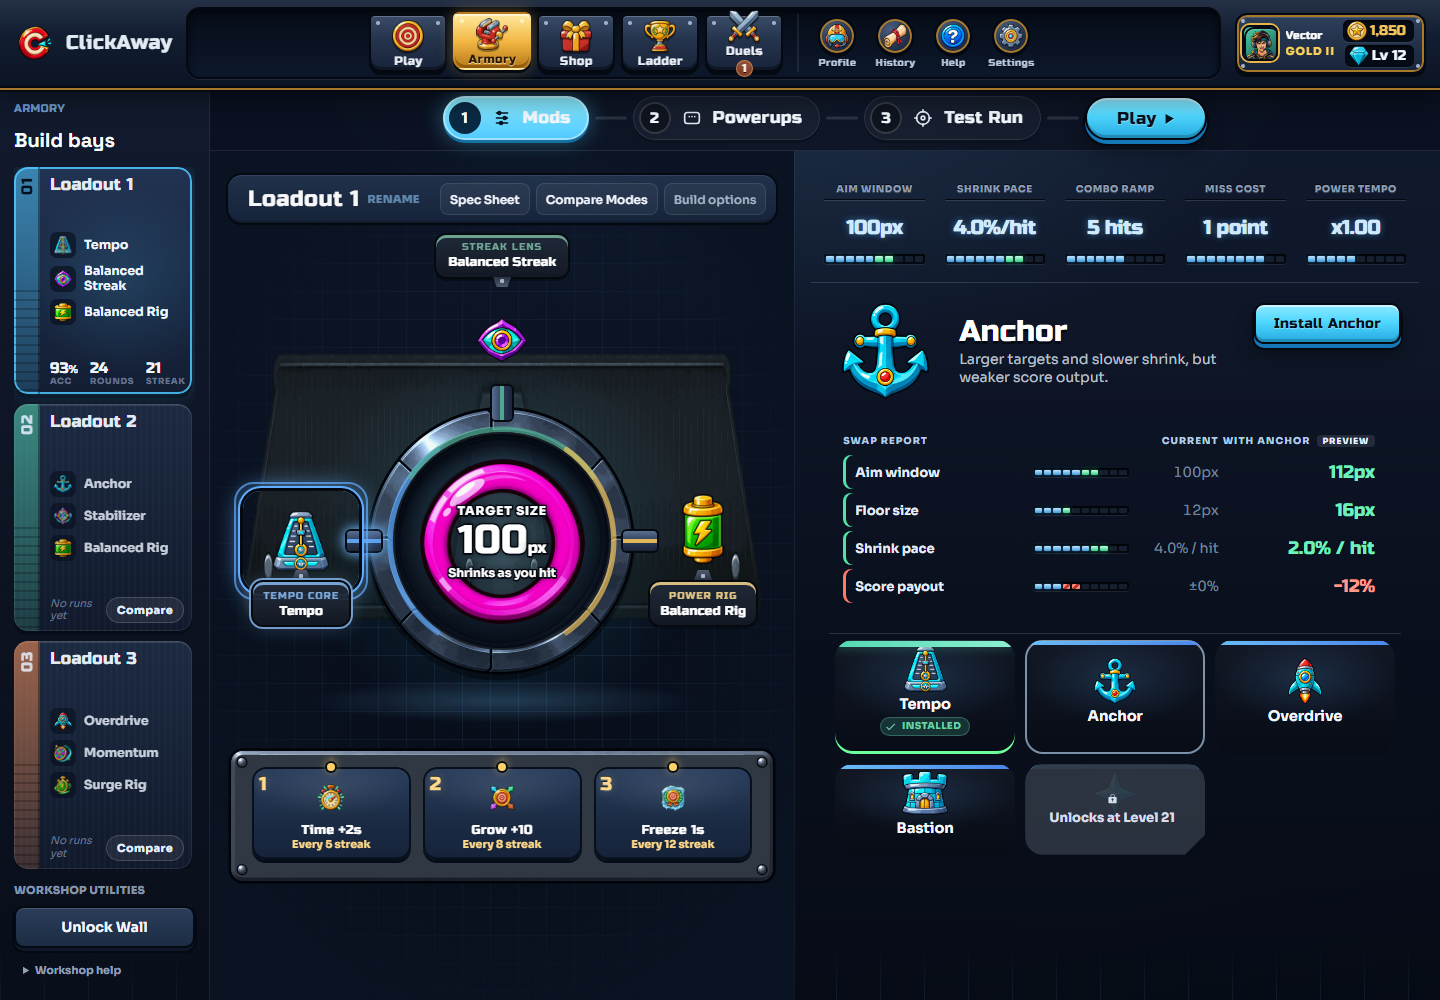 ClickAway
Play
Armory
Shop
Ladder
Duels
1
Profile
History
Help
Settings
Vector
GOLD II
1,850
Lv 12
ARMORY
Build bays
1 Mods
2 Powerups
3 Test Run
Play
01
Loadout 1
Tempo
Balanced
Streak
Balanced Rig
93% 24 21
ACC ROUNDS STREAK
02
Loadout 2
Anchor
Stabilizer
Balanced Rig
No runs
yet
Compare
03
Loadout 3
Overdrive
Momentum
Surge Rig
No runs
yet
Compare
WORKSHOP UTILITIES
Unlock Wall
Workshop help
Loadout 1 RENAME
Spec Sheet
Compare Modes
Build options
STREAK LENS
Balanced Streak
TARGET SIZE
100px
Shrinks as you hit
TEMPO CORE
Tempo
POWER RIG
Balanced Rig
1
Time +2s
Every 5 streak
2
Grow +10
Every 8 streak
3
Freeze 1s
Every 12 streak
AIM WINDOW SHRINK PACE COMBO RAMP MISS COST POWER TEMPO
100px 4.0%/hit 5 hits 1 point x1.00
Anchor
Larger targets and slower shrink, but
weaker score output.
Install Anchor
SWAP REPORT CURRENT WITH ANCHOR PREVIEW
Aim window 100px 112px
Floor size 12px 16px
Shrink pace 4.0% / hit 2.0% / hit
Score payout ±0% -12%
Tempo
INSTALLED
Anchor
Overdrive
Bastion
Unlocks at Level 21